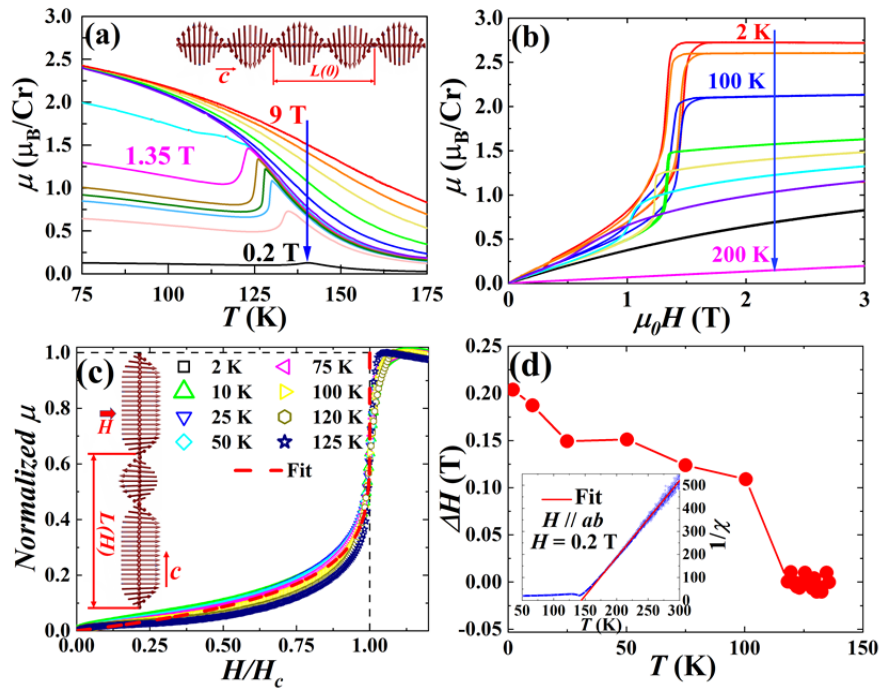 (a)
c
L(0)
9 T
1.35 T
0.2 T
μ (μB/Cr)
3.0
2.5
2.0
1.5
1.0
0.5
0.0
75 100 125 150 175
T (K)
(b)
2 K
100 K
200 K
μ (μB/Cr)
3.0
2.5
2.0
1.5
1.0
0.5
0.0
0 1 2 3
μ0H (T)
(c)
2 K 75 K
10 K 100 K
25 K 120 K
50 K 125 K
Fit
H
L(H)
c
Normalized μ
1.0
0.8
0.6
0.4
0.2
0.0
0.00 0.25 0.50 0.75 1.00
H/Hc
(d)
ΔH (T)
0.25
0.20
0.15
0.10
0.05
0.00
-0.05
0 50 100 150
T (K)
Fit
H // ab
H = 0.2 T
1/χ
500
400
300
200
100
0
50 100 150 200 250 300
T (K)